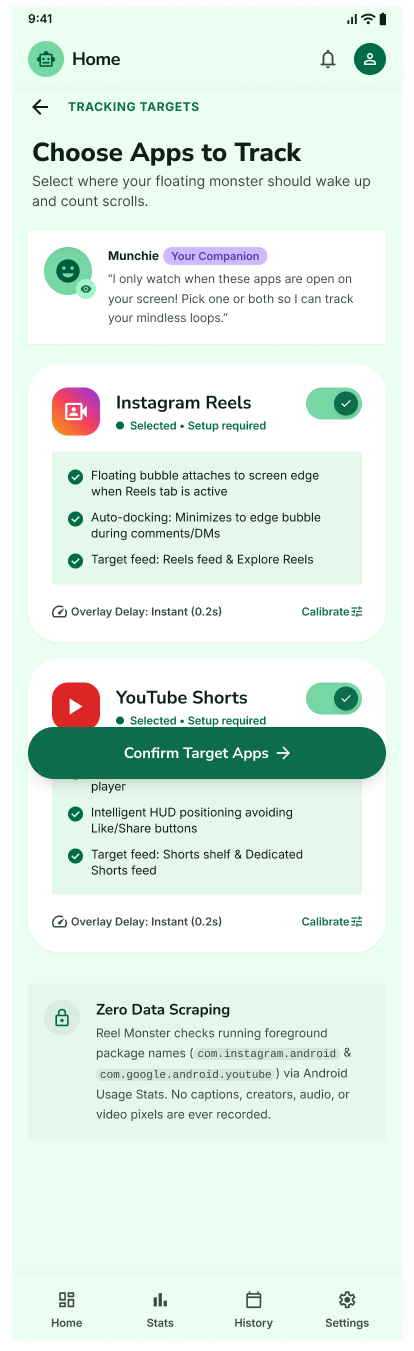 9:41
Home
TRACKING TARGETS
Choose Apps to Track
Select where your floating monster should wake up
and count scrolls.
Munchie Your Companion
“I only watch when these apps are open on
your screen! Pick one or both so I can track
your mindless loops.”
Instagram Reels
Selected • Setup required
Floating bubble attaches to screen edge
when Reels tab is active
Auto-docking: Minimizes to edge bubble
during comments/DMs
Target feed: Reels feed & Explore Reels
Overlay Delay: Instant (0.2s) Calibrate
YouTube Shorts
Selected • Setup required
Confirm Target Apps →
player
Intelligent HUD positioning avoiding
Like/Share buttons
Target feed: Shorts shelf & Dedicated
Shorts feed
Overlay Delay: Instant (0.2s) Calibrate
Zero Data Scraping
Reel Monster checks running foreground
package names ( com.instagram.android &
com.google.android.youtube ) via Android
Usage Stats. No captions, creators, audio, or
video pixels are ever recorded.
Home Stats History Settings